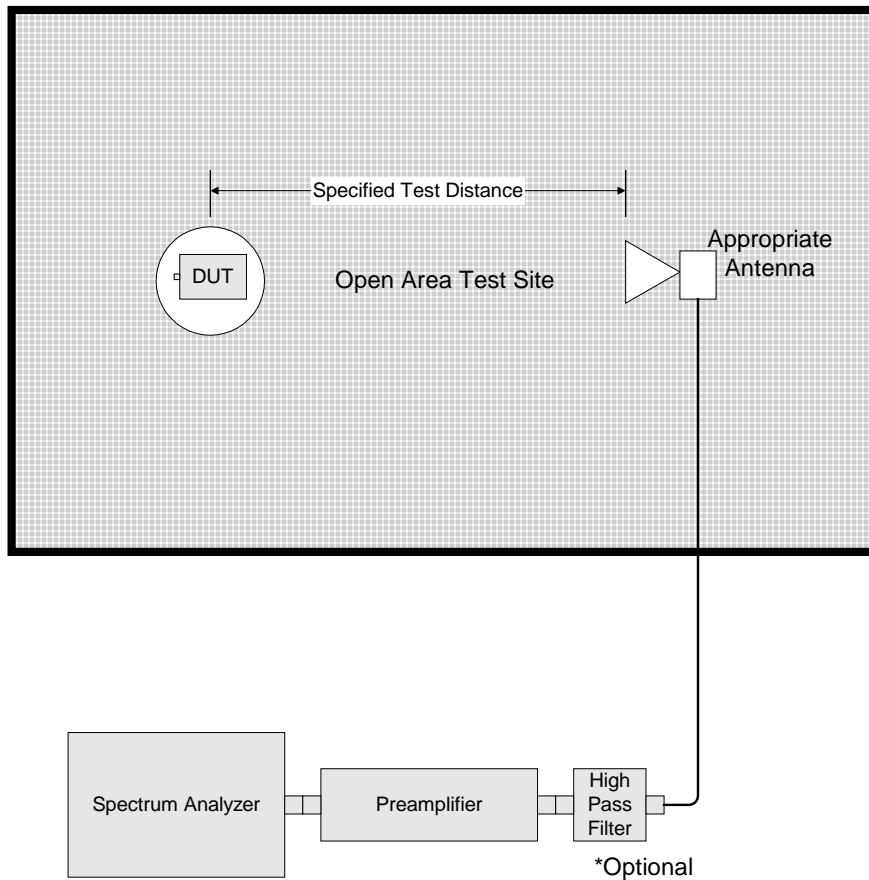 Specified Test Distance
DUT
Open Area Test Site
Appropriate
Antenna
Spectrum Analyzer
Preamplifier
High
Pass
Filter
*Optional